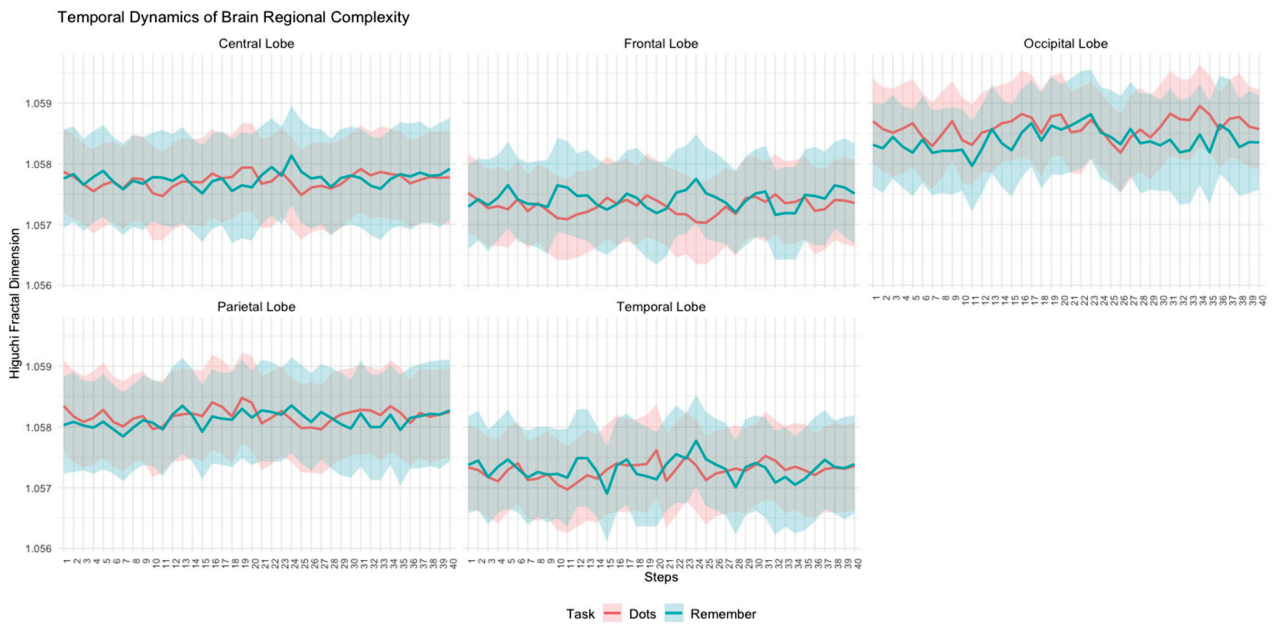 Temporal Dynamics of Brain Regional Complexity
Central Lobe
Frontal Lobe
Occipital Lobe
Higuchi Fractal Dimension
1.059
1.058
1.057
1.056
1 2 3 4 5 6 7 8 9 10 11 12 13 14 15 16 17 18 19 20 21 22 23 24 25 26 27 28 29 30 31 32 33 34 35 36 37 38 39 40
Parietal Lobe
Temporal Lobe
1.059
1.058
1.057
1.056
1 2 3 4 5 6 7 8 9 10 11 12 13 14 15 16 17 18 19 20 21 22 23 24 25 26 27 28 29 30 31 32 33 34 35 36 37 38 39 40
1 2 3 4 5 6 7 8 9 10 11 12 13 14 15 16 17 18 19 20 21 22 23 24 25 26 27 28 29 30 31 32 33 34 35 36 37 38 39 40
Steps
Task Dots Remember